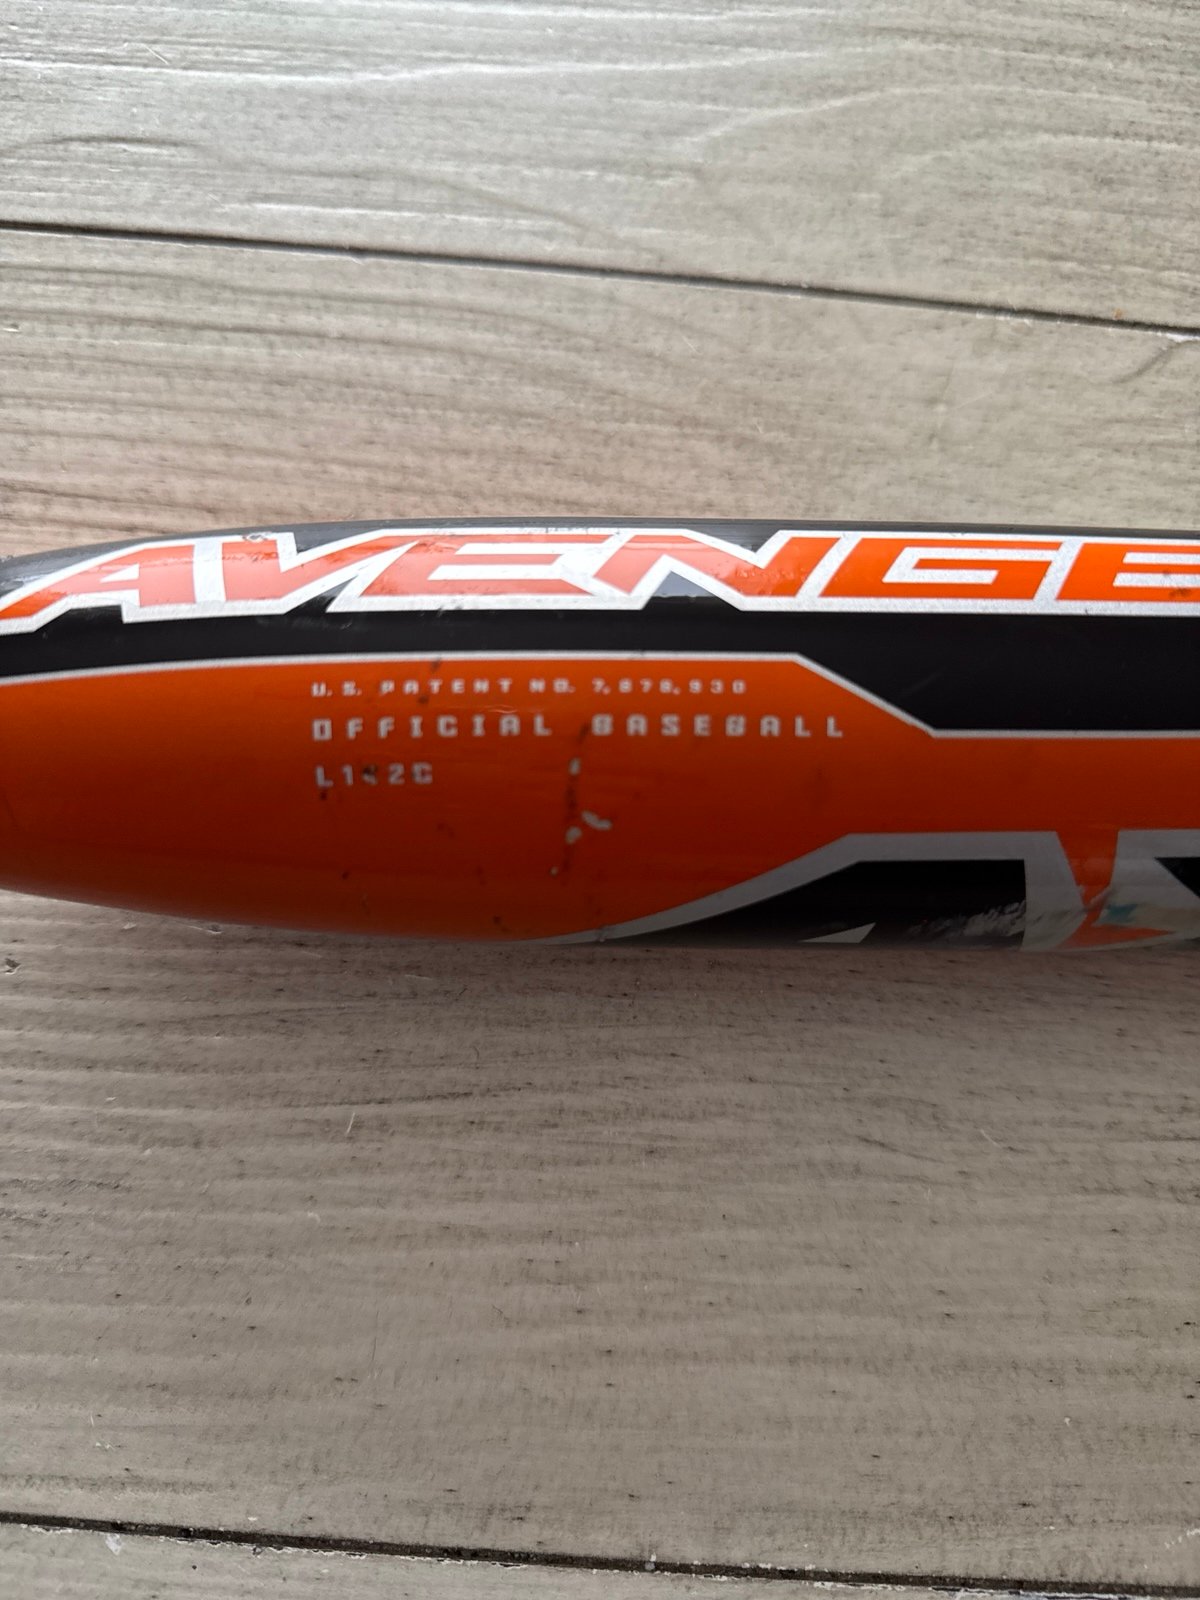 AVENGE
U.S. PATENT NO. 7,878,930
OFFICIAL BASEBALL